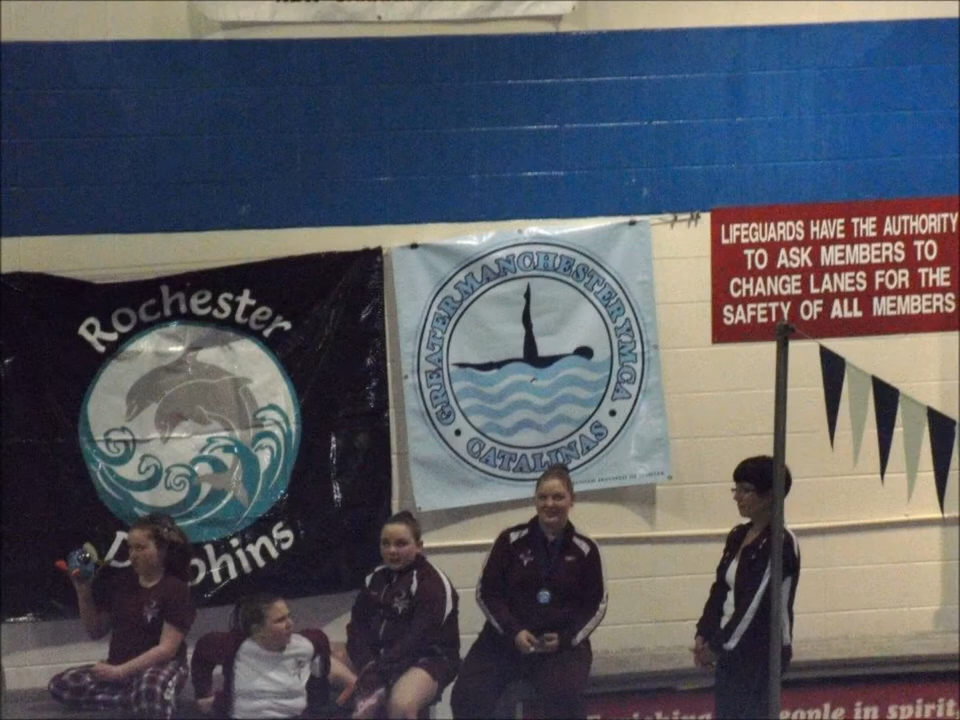 Rochester
Dolphins
GREATER MANCHESTER YMCA
CATALINAS
LIFEGUARDS HAVE THE AUTHORITY
TO ASK MEMBERS TO
CHANGE LANES FOR THE
SAFETY OF ALL MEMBERS
people in spirit,